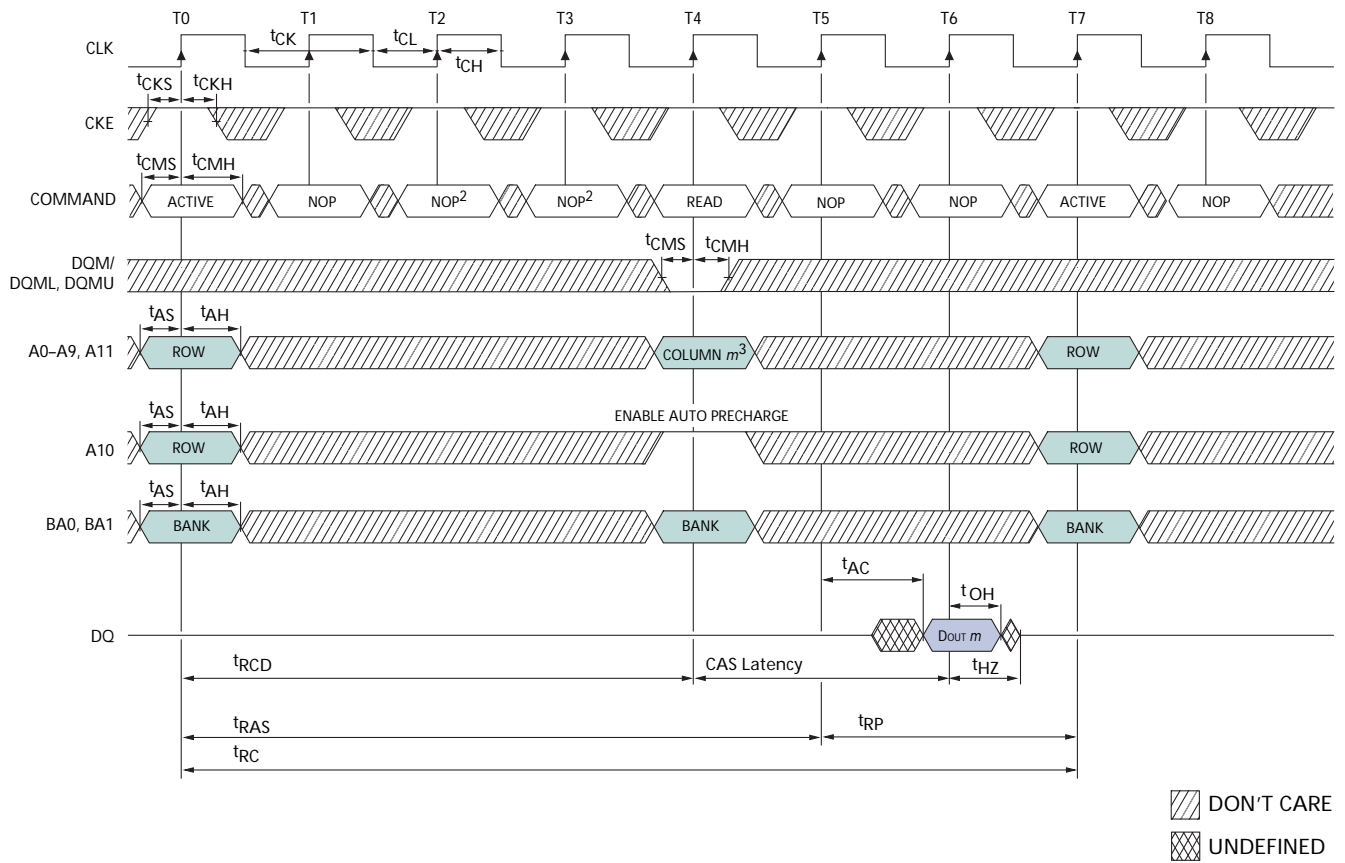 T0 T1 T2 T3 T4 T5 T6 T7 T8
CLK
tCK tCL
tCH
tCKS tCKH
CKE
tCMS tCMH
COMMAND ACTIVE NOP NOP2 NOP2 READ NOP NOP ACTIVE NOP
tCMS tCMH
DQM/
DQML, DQMU
tAS tAH
A0–A9, A11 ROW COLUMN m3 ROW
ENABLE AUTO PRECHARGE
tAS tAH
A10 ROW ROW
tAS tAH
BA0, BA1 BANK BANK BANK
tAC
tOH
DQ DOUT m
tRCD CAS Latency tHZ
tRAS tRP
tRC
DON'T CARE
UNDEFINED